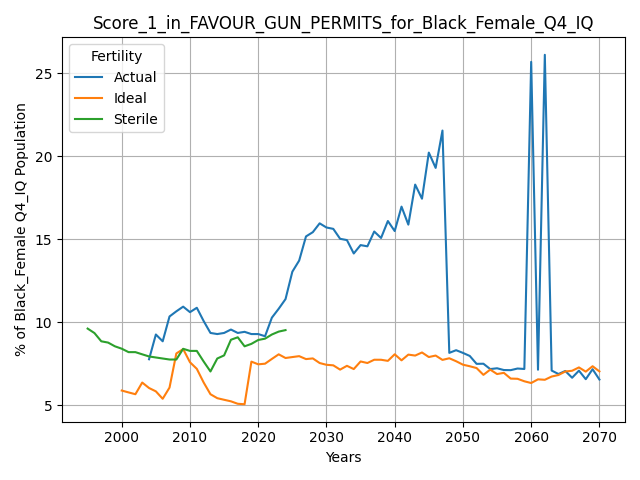 Score_1_in_FAVOUR_GUN_PERMITS_for_Black_Female_Q4_IQ
Fertility
Actual
Ideal
Sterile
% of Black_Female Q4_IQ Population
25
20
15
10
5
2000 2010 2020 2030 2040 2050 2060 2070
Years